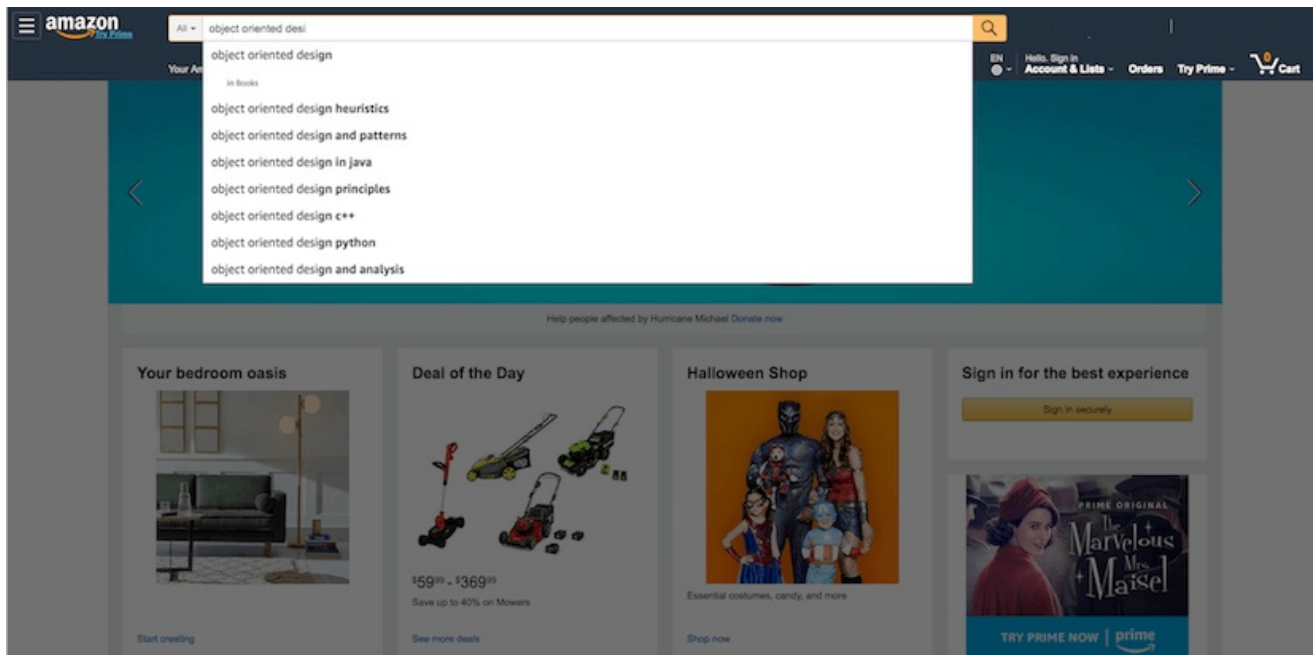 amazon
Try Prime
All
object oriented desi
object oriented design
in Books
object oriented design heuristics
object oriented design and patterns
object oriented design in java
object oriented design principles
object oriented design c++
object oriented design python
object oriented design and analysis
Your Am
EN
Hello. Sign in
Account & Lists
Orders
Try Prime
0
Cart
Help people affected by Hurricane Michael Donate now
Your bedroom oasis
Start creating
Deal of the Day
$5999 - $36999
Save up to 40% on Mowers
See more deals
Halloween Shop
Essential costumes, candy, and more
Shop now
Sign in for the best experience
Sign in securely
PRIME ORIGINAL
The
Marvelous
Mrs.
Maisel
TRY PRIME NOW | prime